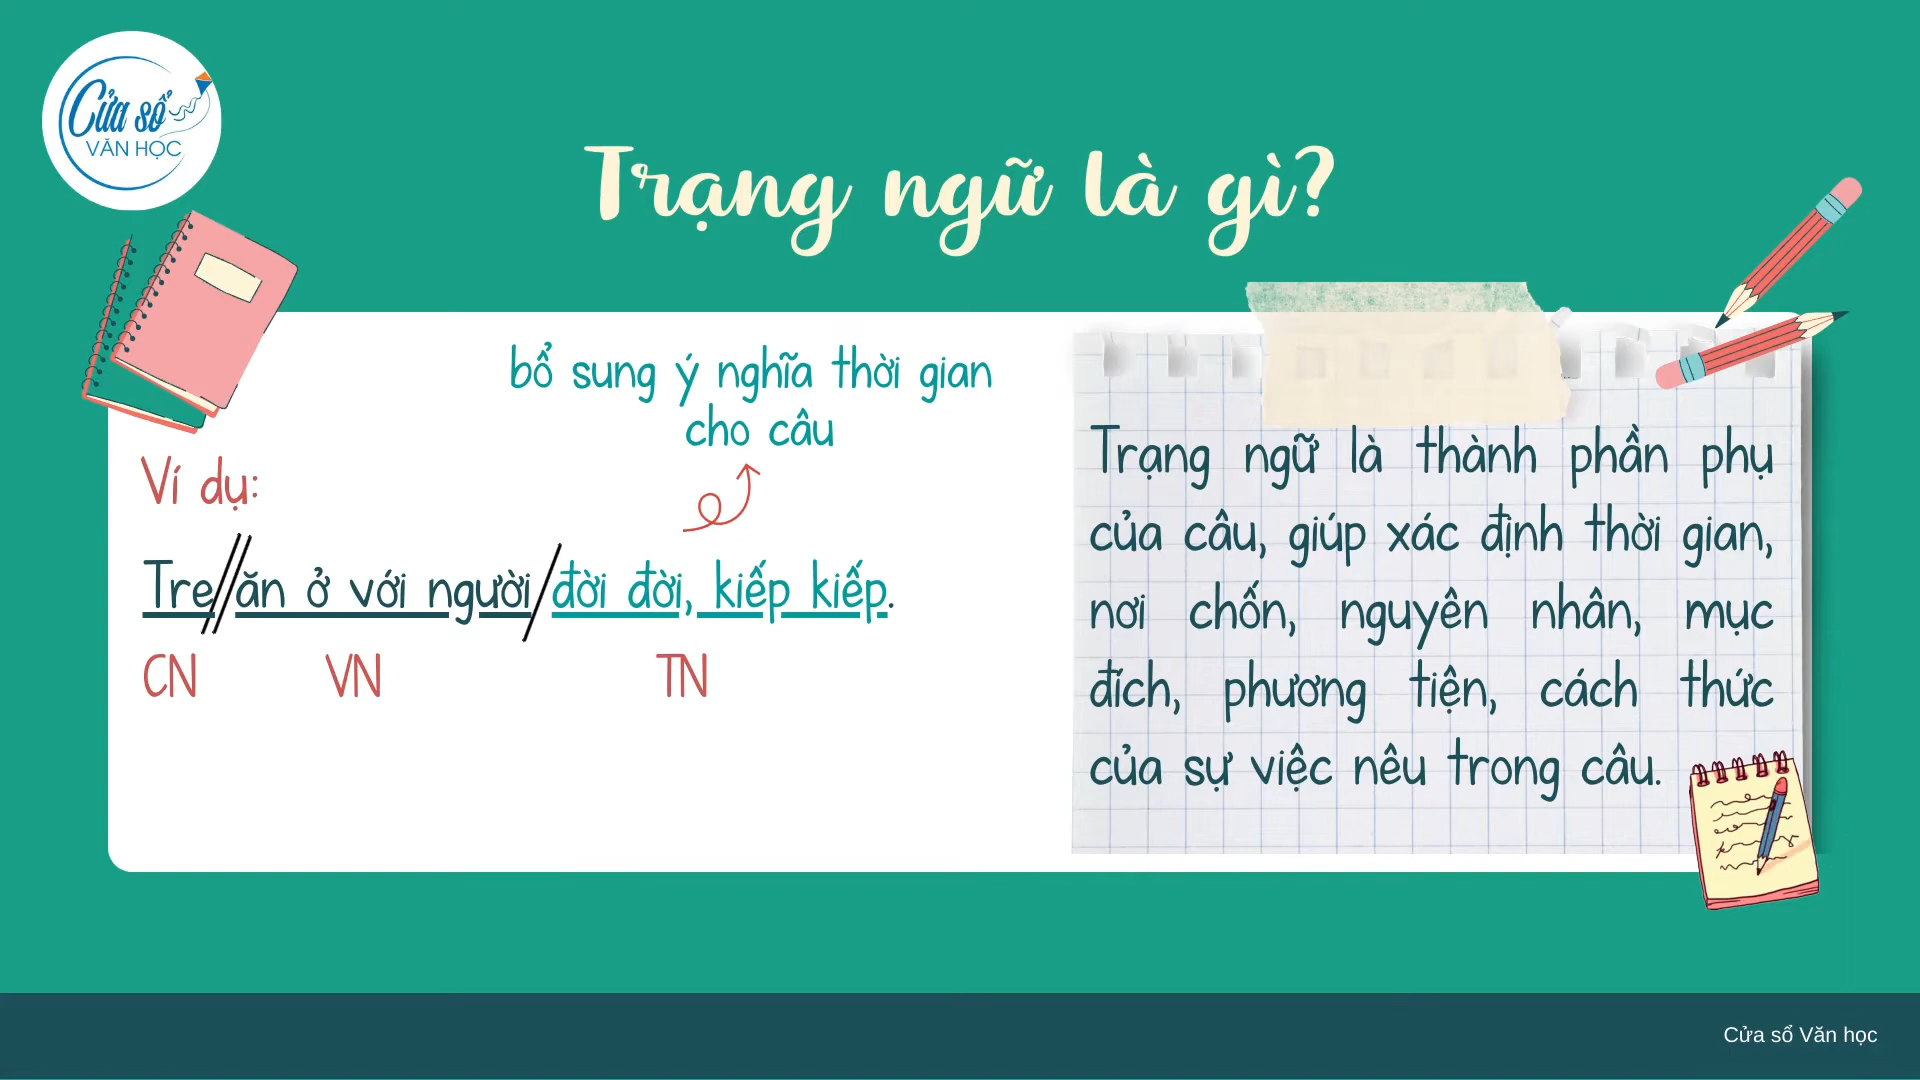 Cửa sổ
VĂN HỌC
Trạng ngữ là gì?
bổ sung ý nghĩa thời gian
cho câu
Ví dụ:
Tre//ăn ở với người/đời đời, kiếp kiếp.
CN VN TN
Trạng ngữ là thành phần phụ
của câu, giúp xác định thời gian,
nơi chốn, nguyên nhân, mục
đích, phương tiện, cách thức
của sự việc nêu trong câu.
Cửa sổ Văn học